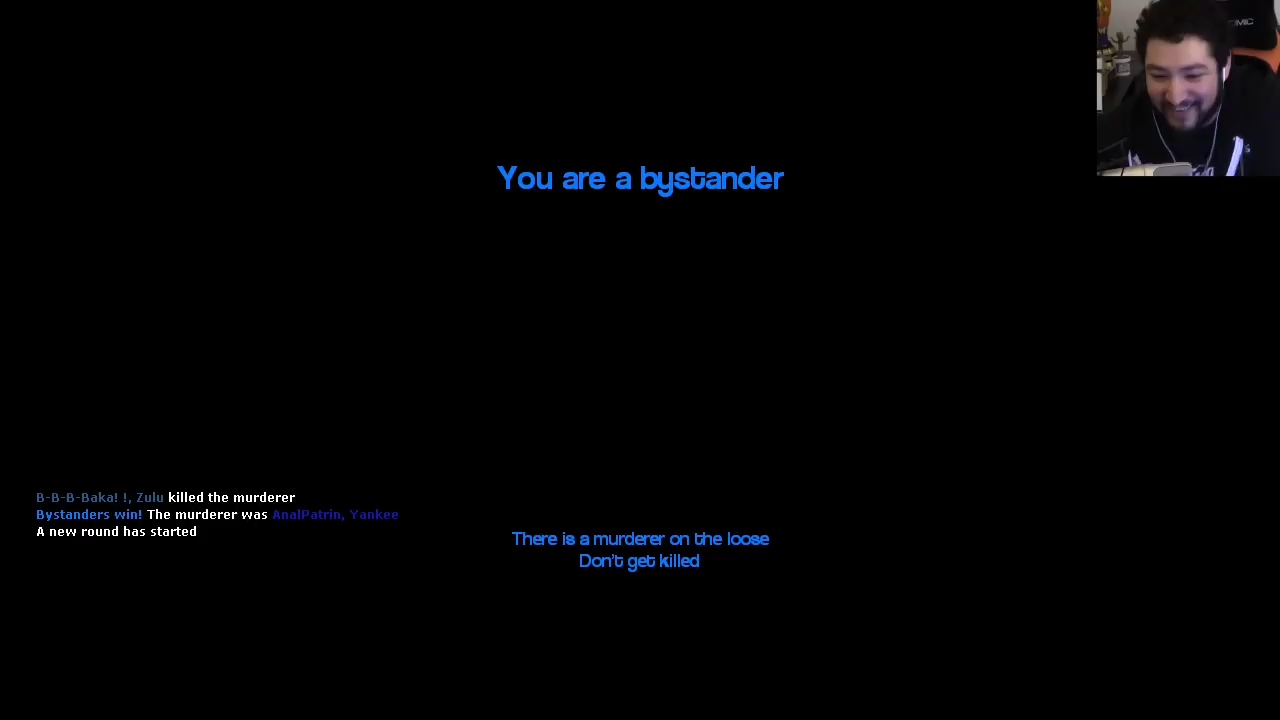 You are a bystander
B-B-B-Baka! !, Zulu killed the murderer
Bystanders win! The murderer was AnalPatrin, Yankee
A new round has started
There is a murderer on the loose
Don't get killed